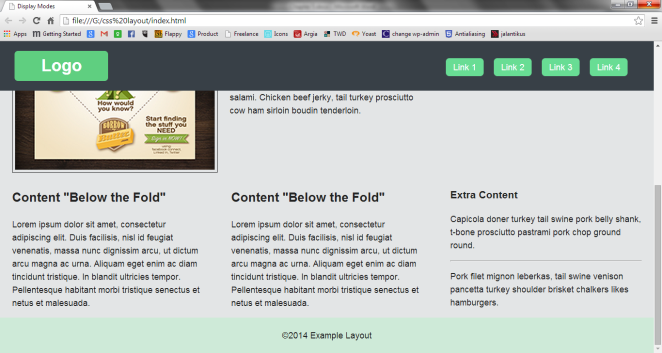 Display Modes
file:///G:/css%20layout/index.html
Apps Getting Started Google Flappy Product Freelance Icons Argia TWD Yoast change wp-admin Antialiasing jalantikus
Logo
Link 1 Link 2 Link 3 Link 4
How would
you know?
Start finding
the stuff you
NEED
Sign in NOW!!
BORROW
salami. Chicken beef jerky, tail turkey prosciutto
cow ham sirloin boudin tenderloin.
Content "Below the Fold"
Lorem ipsum dolor sit amet, consectetur
adipiscing elit. Duis facilisis, nisl id feugiat
venenatis, massa nunc dignissim arcu, ut dictum
arcu magna ac urna. Aliquam eget enim ac diam
tincidunt tristique. In blandit ultricies tempor.
Pellentesque habitant morbi tristique senectus et
netus et malesuada.
Content "Below the Fold"
Lorem ipsum dolor sit amet, consectetur
adipiscing elit. Duis facilisis, nisl id feugiat
venenatis, massa nunc dignissim arcu, ut dictum
arcu magna ac urna. Aliquam eget enim ac diam
tincidunt tristique. In blandit ultricies tempor.
Pellentesque habitant morbi tristique senectus et
netus et malesuada.
Extra Content
Capicola doner turkey tail swine pork belly shank,
t-bone prosciutto pastrami pork chop ground
round.
Pork filet mignon leberkas, tail swine venison
pancetta turkey shoulder brisket chalkers likes
hamburgers.
©2014 Example Layout